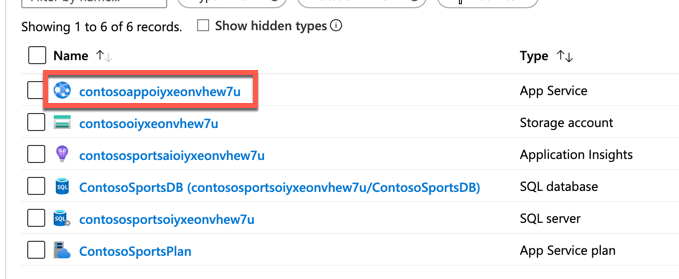 Showing 1 to 6 of 6 records.
Show hidden types
Name ↑↓
Type ↑↓
contosoappoiyxeonvhew7u
App Service
contosooiyxeonvhew7u
Storage account
contososportsaioiyxeonvhew7u
Application Insights
ContosoSportsDB (contososportsoiyxeonvhew7u/ContosoSportsDB)
SQL database
contososportsoiyxeonvhew7u
SQL server
ContosoSportsPlan
App Service plan